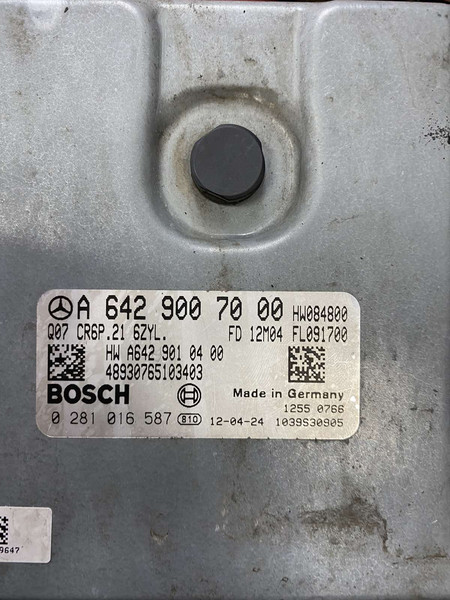 A 642 900 70 00 HW084800
Q07 CR6P.21 6ZYL. FD 12M04 FL091700
HW A642 901 04 00
48930765103403
BOSCH Made in Germany
1255 0766
0 281 016 587 810 12-04-24 1039S30905
9647